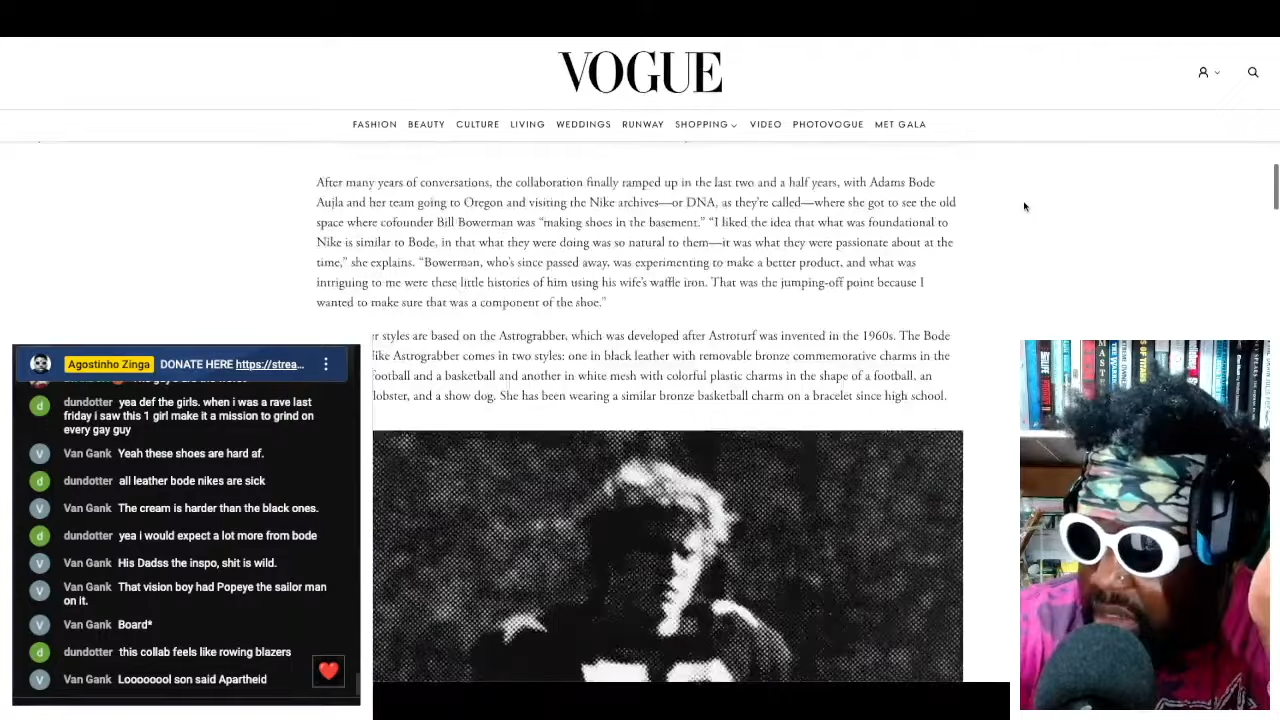 VOGUE
FASHION BEAUTY CULTURE LIVING WEDDINGS RUNWAY SHOPPING VIDEO PHOTOVOGUE MET GALA
After many years of conversations, the collaboration finally ramped up in the last two and a half years, with Adams Bode
Aujla and her team going to Oregon and visiting the Nike archives—or DNA, as they're called—where she got to see the old
space where cofounder Bill Bowerman was “making shoes in the basement.” “I liked the idea that what was foundational to
Nike is similar to Bode, in that what they were doing was so natural to them—it was what they were passionate about at the
time,” she explains. “Bowerman, who's since passed away, was experimenting to make a better product, and what was
intriguing to me were these little histories of him using his wife's waffle iron. That was the jumping-off point because I
wanted to make sure that was a component of the shoe.”
styles are based on the Astrograbber, which was developed after Astroturf was invented in the 1960s. The Bode
Astrograbber comes in two styles: one in black leather with removable bronze commemorative charms in the
football and a basketball and another in white mesh with colorful plastic charms in the shape of a football, an
lobster, and a show dog. She has been wearing a similar bronze basketball charm on a bracelet since high school.
Agostinho Zinga DONATE HERE https://strea...
d dundotter yea def the girls. when i was a rave last
friday i saw this 1 girl make it a mission to grind on
every gay guy
V Van Gank Yeah these shoes are hard af.
d dundotter all leather bode nikes are sick
V Van Gank The cream is harder than the black ones.
d dundotter yea i would expect a lot more from bode
V Van Gank His Dadss the inspo, shit is wild.
V Van Gank That vision boy had Popeye the sailor man
on it.
V Van Gank Board*
d dundotter this collab feels like rowing blazers
V Van Gank Loooooool son said Apartheid